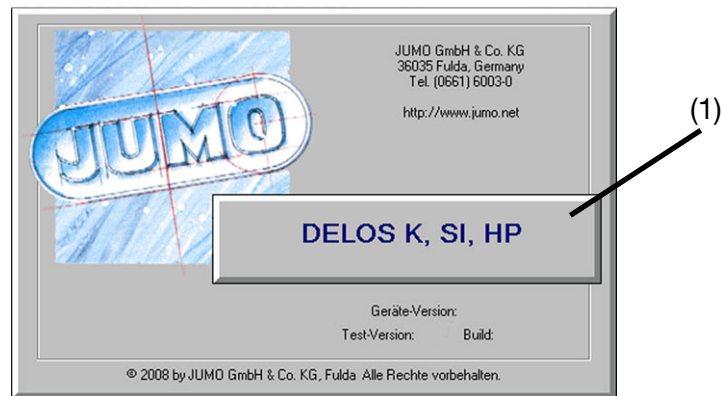 JUMO GmbH & Co. KG
36035 Fulda, Germany
Tel. (0661) 6003-0
http://www.jumo.net
(1)
JUMO
DELOS K, SI, HP
Geräte-Version:
Test-Version: Build:
© 2008 by JUMO GmbH & Co. KG, Fulda Alle Rechte vorbehalten.